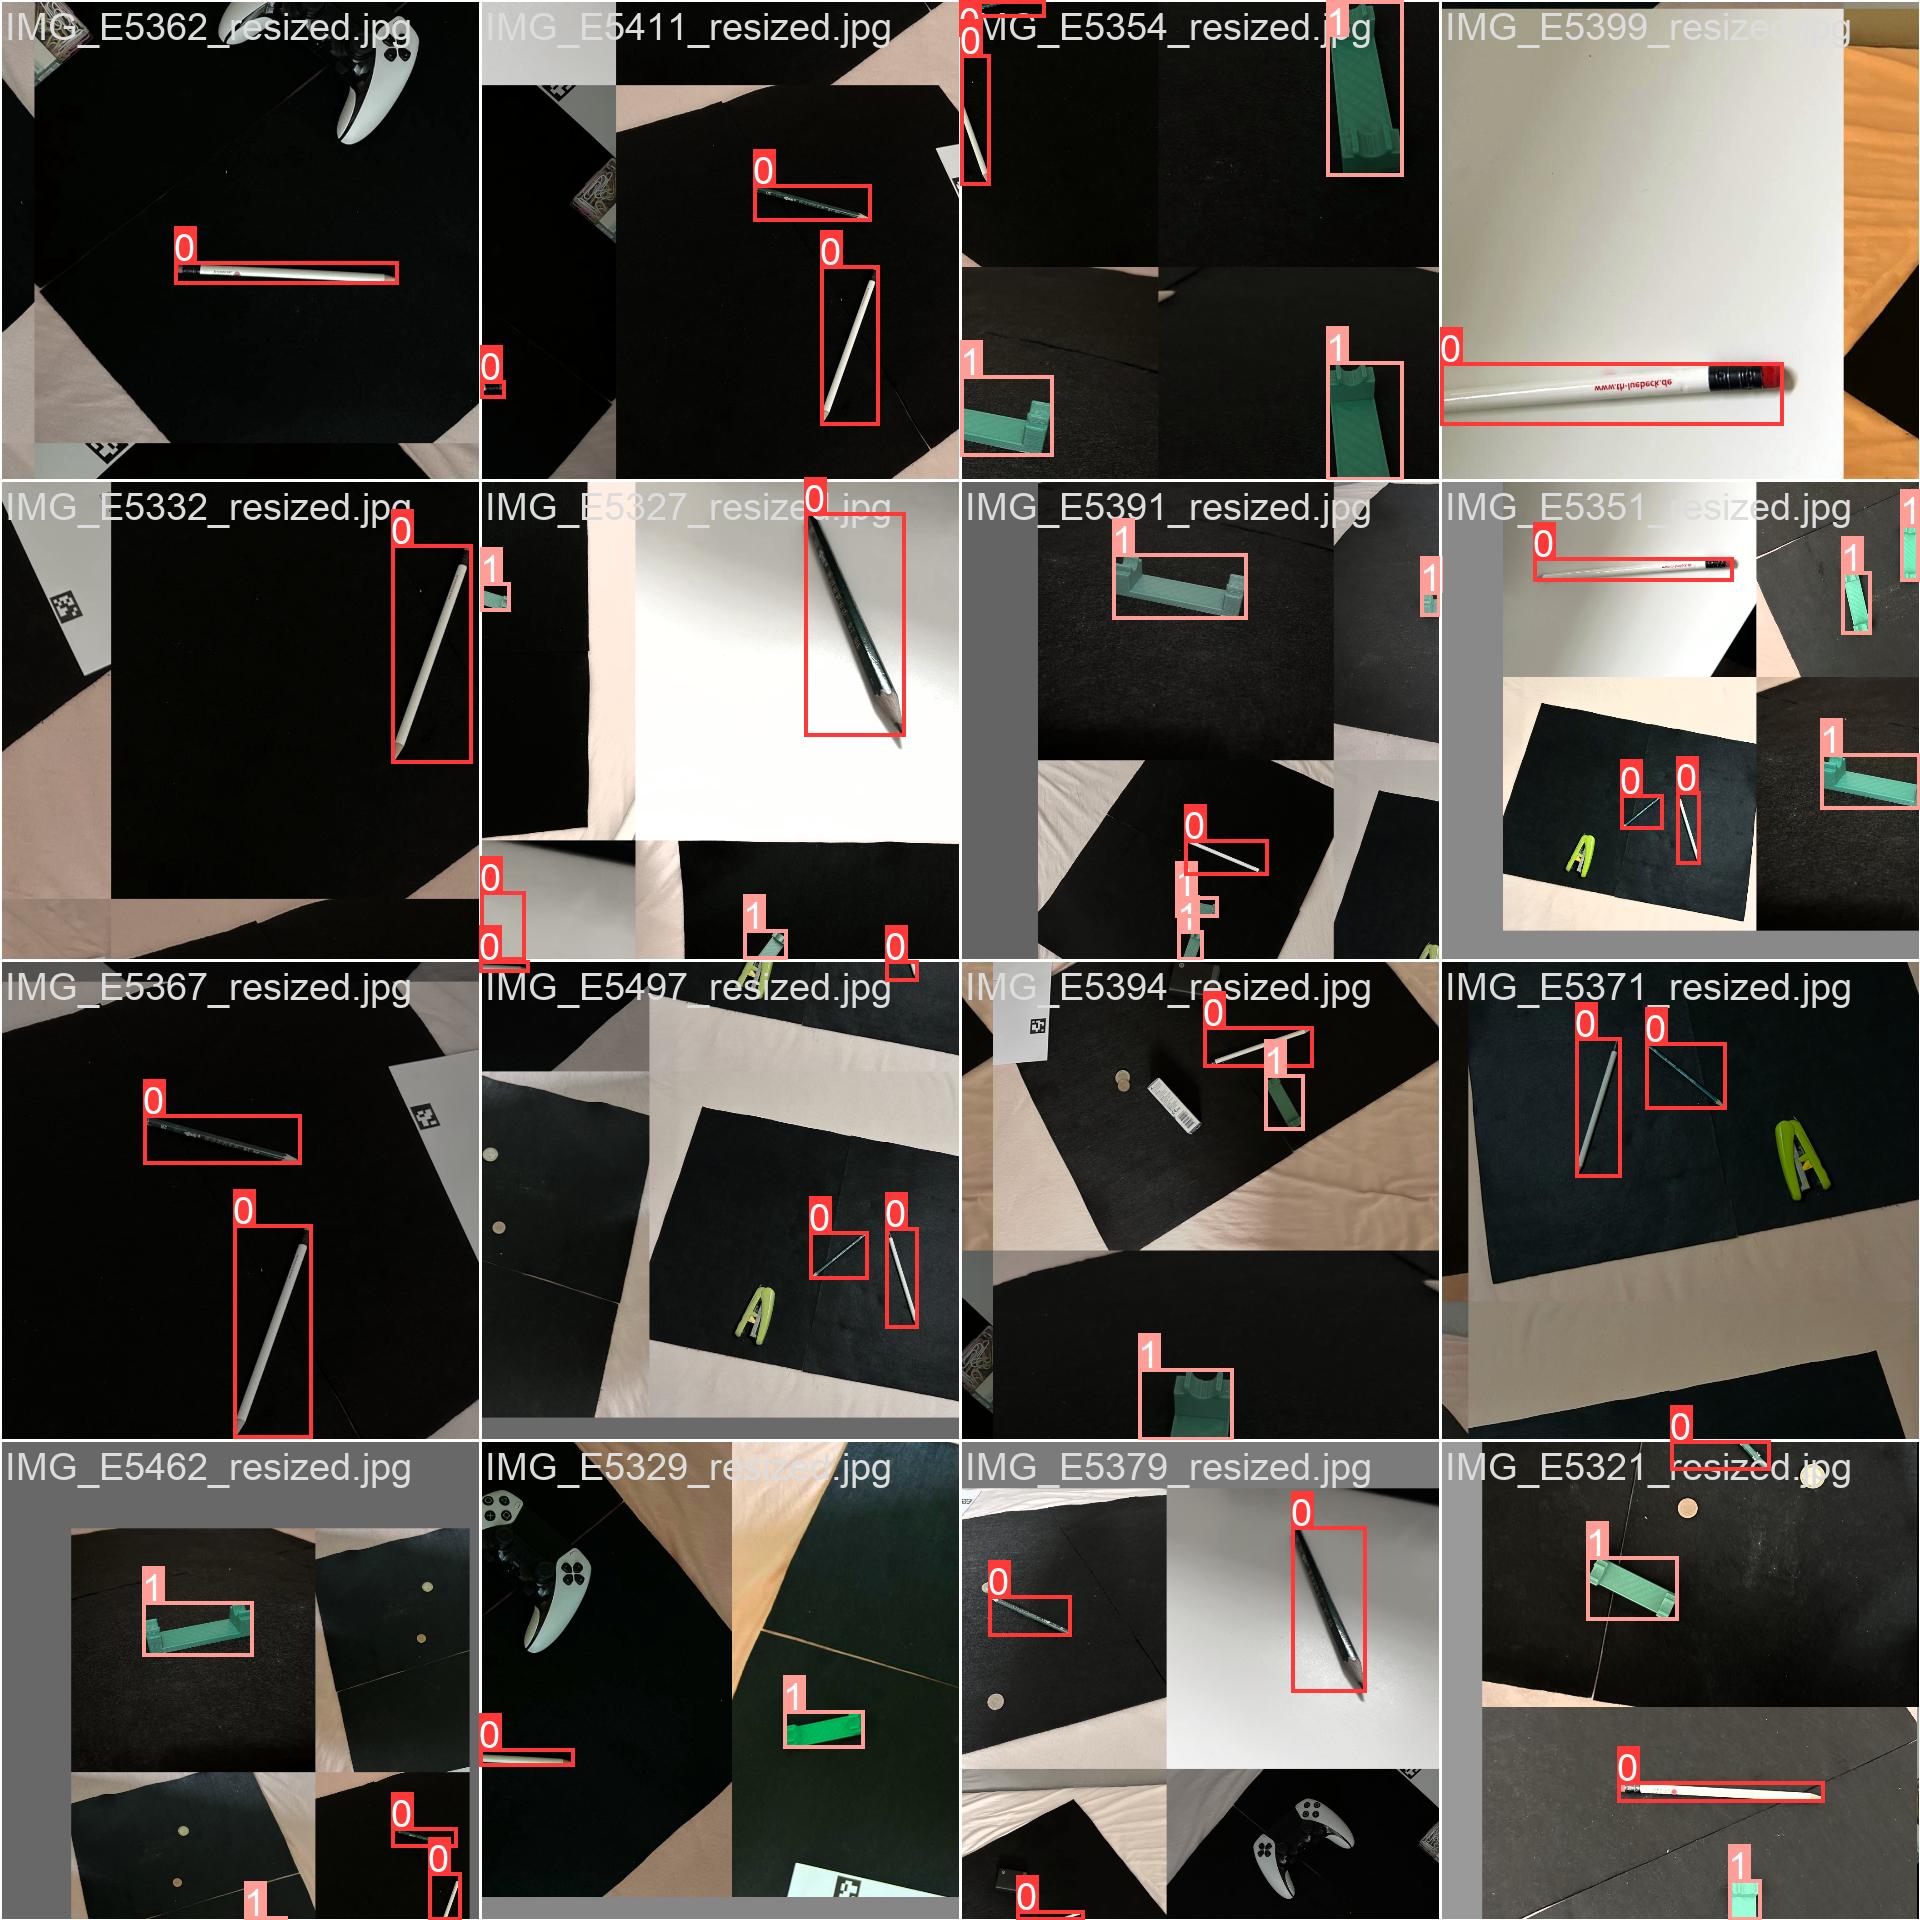 IMG_E5362_resized.jpg
IMG_E5411_resized.jpg
IMG_E5354_resized.jpg
IMG_E5399_resized.jpg
0
0
0
0
0
0
1
1
1
0
www.th-luebeck.de
IMG_E5332_resized.jpg
IMG_E5327_resized.jpg
IMG_E5391_resized.jpg
IMG_E5351_resized.jpg
0
0
1
0
0
1
1
0
1
1
0
1
1
0
0
1
IMG_E5367_resized.jpg
IMG_E5497_resized.jpg
IMG_E5394_resized.jpg
IMG_E5371_resized.jpg
1
0
0
0
0
0
0
1
1
0
0
0
IMG_E5462_resized.jpg
IMG_E5329_resized.jpg
IMG_E5379_resized.jpg
IMG_E5321_resized.jpg
1
0
0
1
0
1
0
0
0
1
0
1